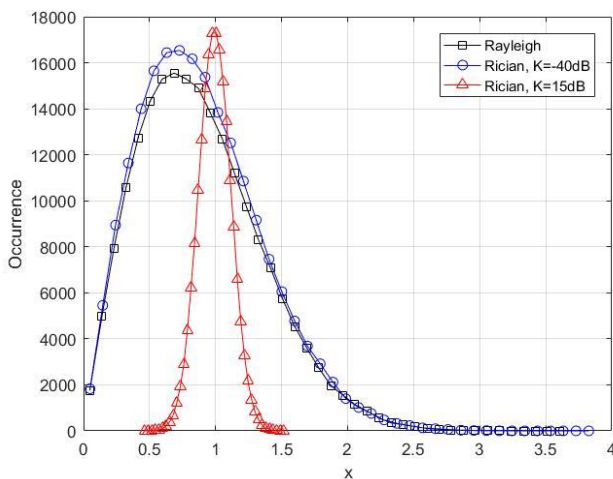 18000
16000
14000
12000
10000
8000
6000
4000
2000
0
Occurrence
0 0.5 1 1.5 2 2.5 3 3.5 4
x
Rayleigh
Rician, K=-40dB
Rician, K=15dB